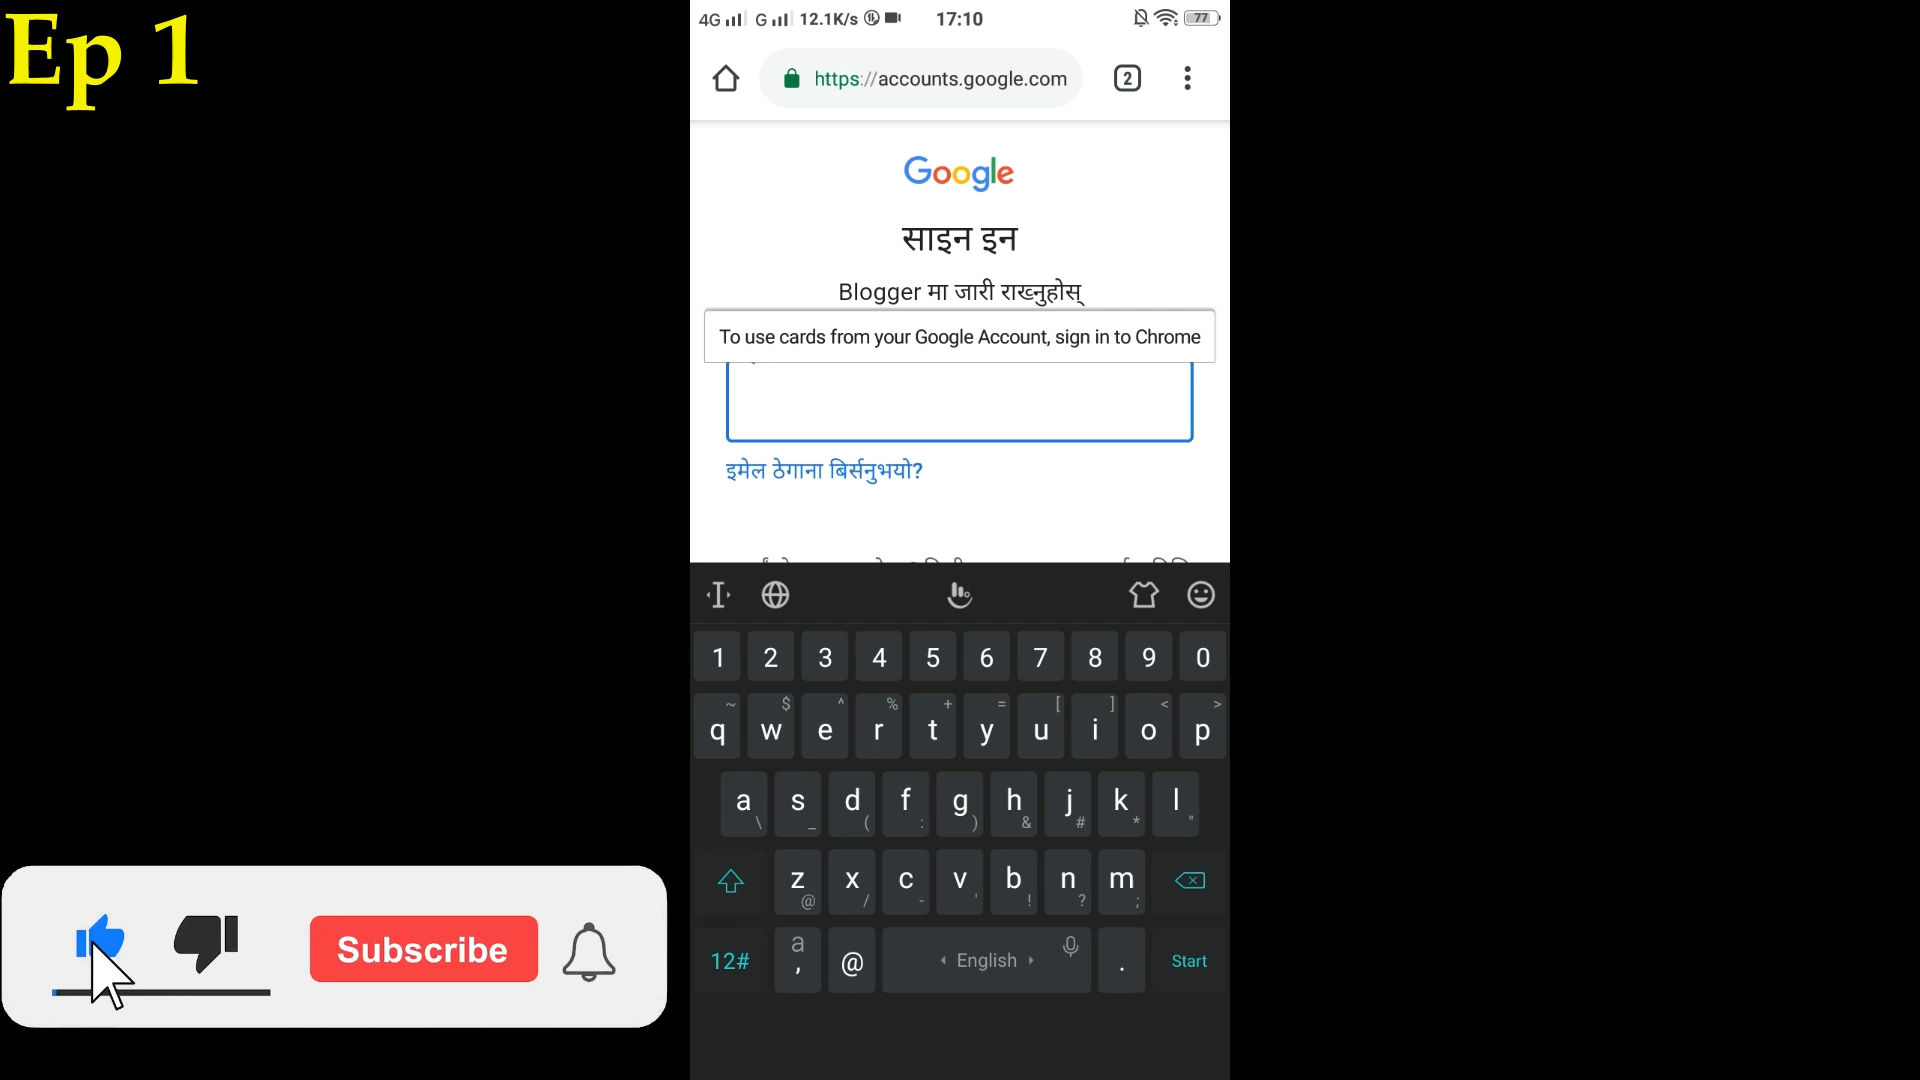 Ep 1
4G G 12.1K/s 17:10 77
https://accounts.google.com 2
Google
साइन इन
Blogger मा जारी राख्नुहोस्
To use cards from your Google Account, sign in to Chrome
इमेल ठेगाना बिर्सनुभयो?
1 2 3 4 5 6 7 8 9 0
~ $ ^ % + = [ ] < >
q w e r t y u i o p
a s d f g h j k l
\ _ ( : ) & # * "
z x c v b n m
@ / - ' ! ? ;
12# a , @ English . Start
Subscribe